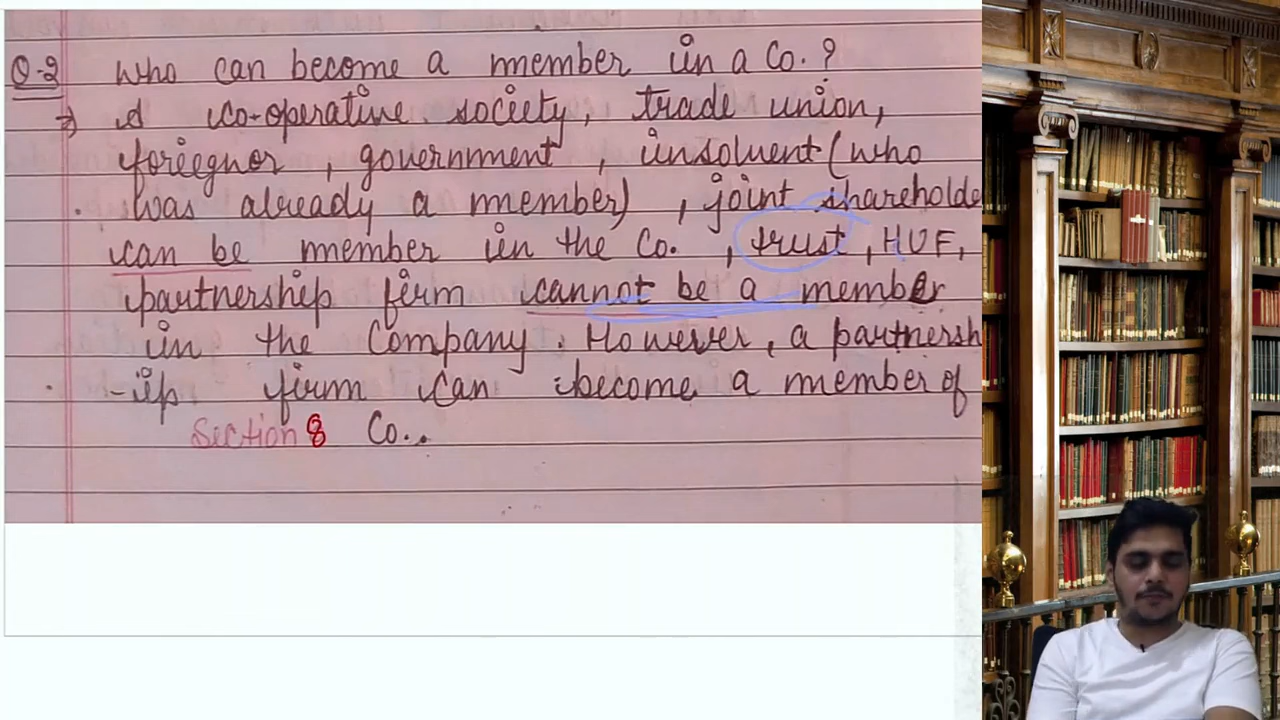 Q-2 Who can become a member in a Co. ?
⇒ A co-operative society, trade union,
foreigner, government, insolvent (who
was already a member), joint shareholde
can be member in the Co. , trust, HUF,
partnership firm cannot be a member
in the Company. However, a partnersh
-ip firm can become a member of
Section 8 Co..